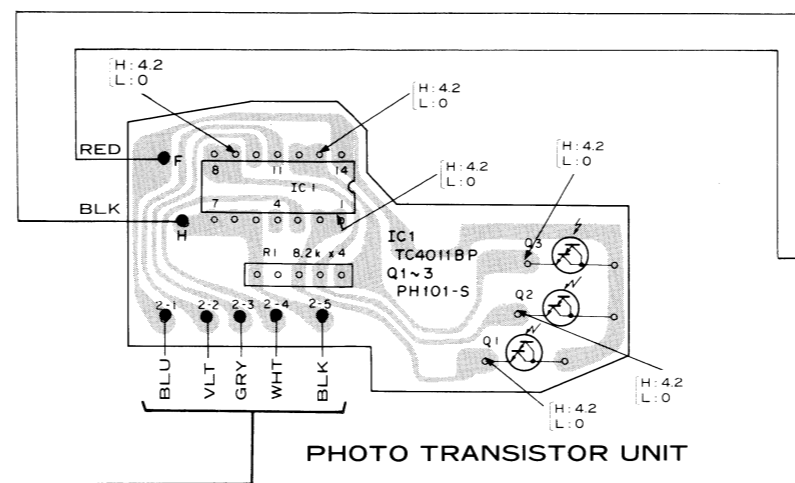 H : 4.2
L : 0
H : 4.2
L : 0
RED
F
8
11
14
IC1
H : 4.2
L : 0
H : 4.2
L : 0
BLK
H
7
4
1
IC1
TC4011BP
Q1~3
PH101-S
Q3
R1 8.2k x4
Q2
2-1 2-2 2-3 2-4 2-5
Q1
BLU
VLT
GRY
WHT
BLK
H : 4.2
L : 0
H : 4.2
L : 0
PHOTO TRANSISTOR UNIT